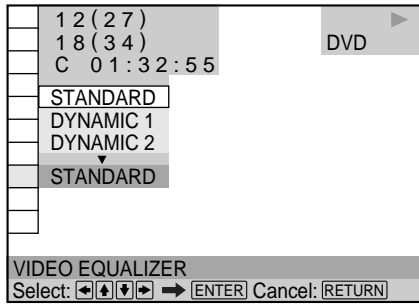 12(27)
18(34) DVD
C 01:32:55
STANDARD
DYNAMIC 1
DYNAMIC 2
STANDARD
VIDEO EQUALIZER
Select: ENTER Cancel: RETURN